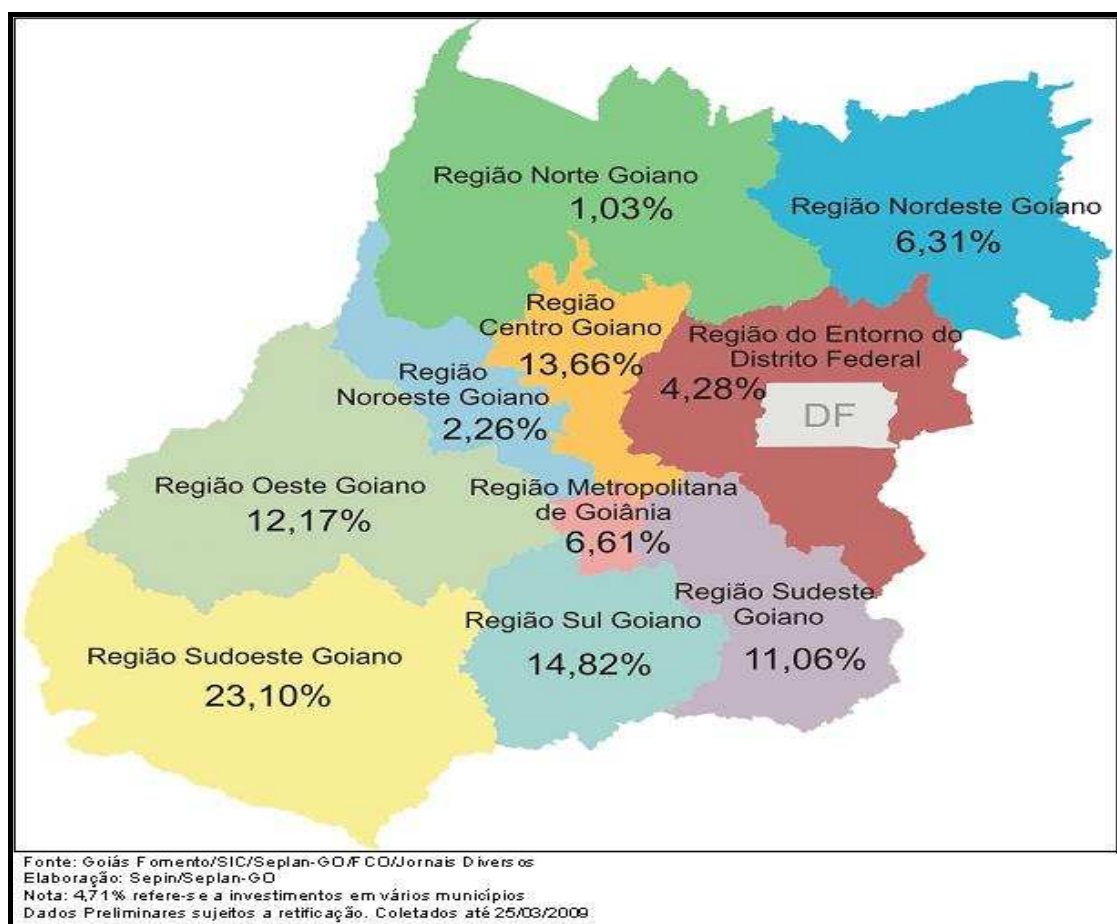 Região Norte Goiano
1,03%
Região Nordeste Goiano
6,31%
Região
Centro Goiano
13,66%
Região do Entorno do
Distrito Federal
4,28%
DF
Região
Noroeste Goiano
2,26%
Região Oeste Goiano
12,17%
Região Metropolitana
de Goiânia
6,61%
Região Sudeste
Goiano
11,06%
Região Sul Goiano
14,82%
Região Sudoeste Goiano
23,10%
Fonte: Goiás Fomento/SIC/Seplan-GO/FCO/Jornais Diversos
Elaboração: Sepin/Seplan-GO
Nota: 4,71% refere-se a investimentos em vários municípios
Dados Preliminares sujeitos a retificação. Coletados até 25/03/2009